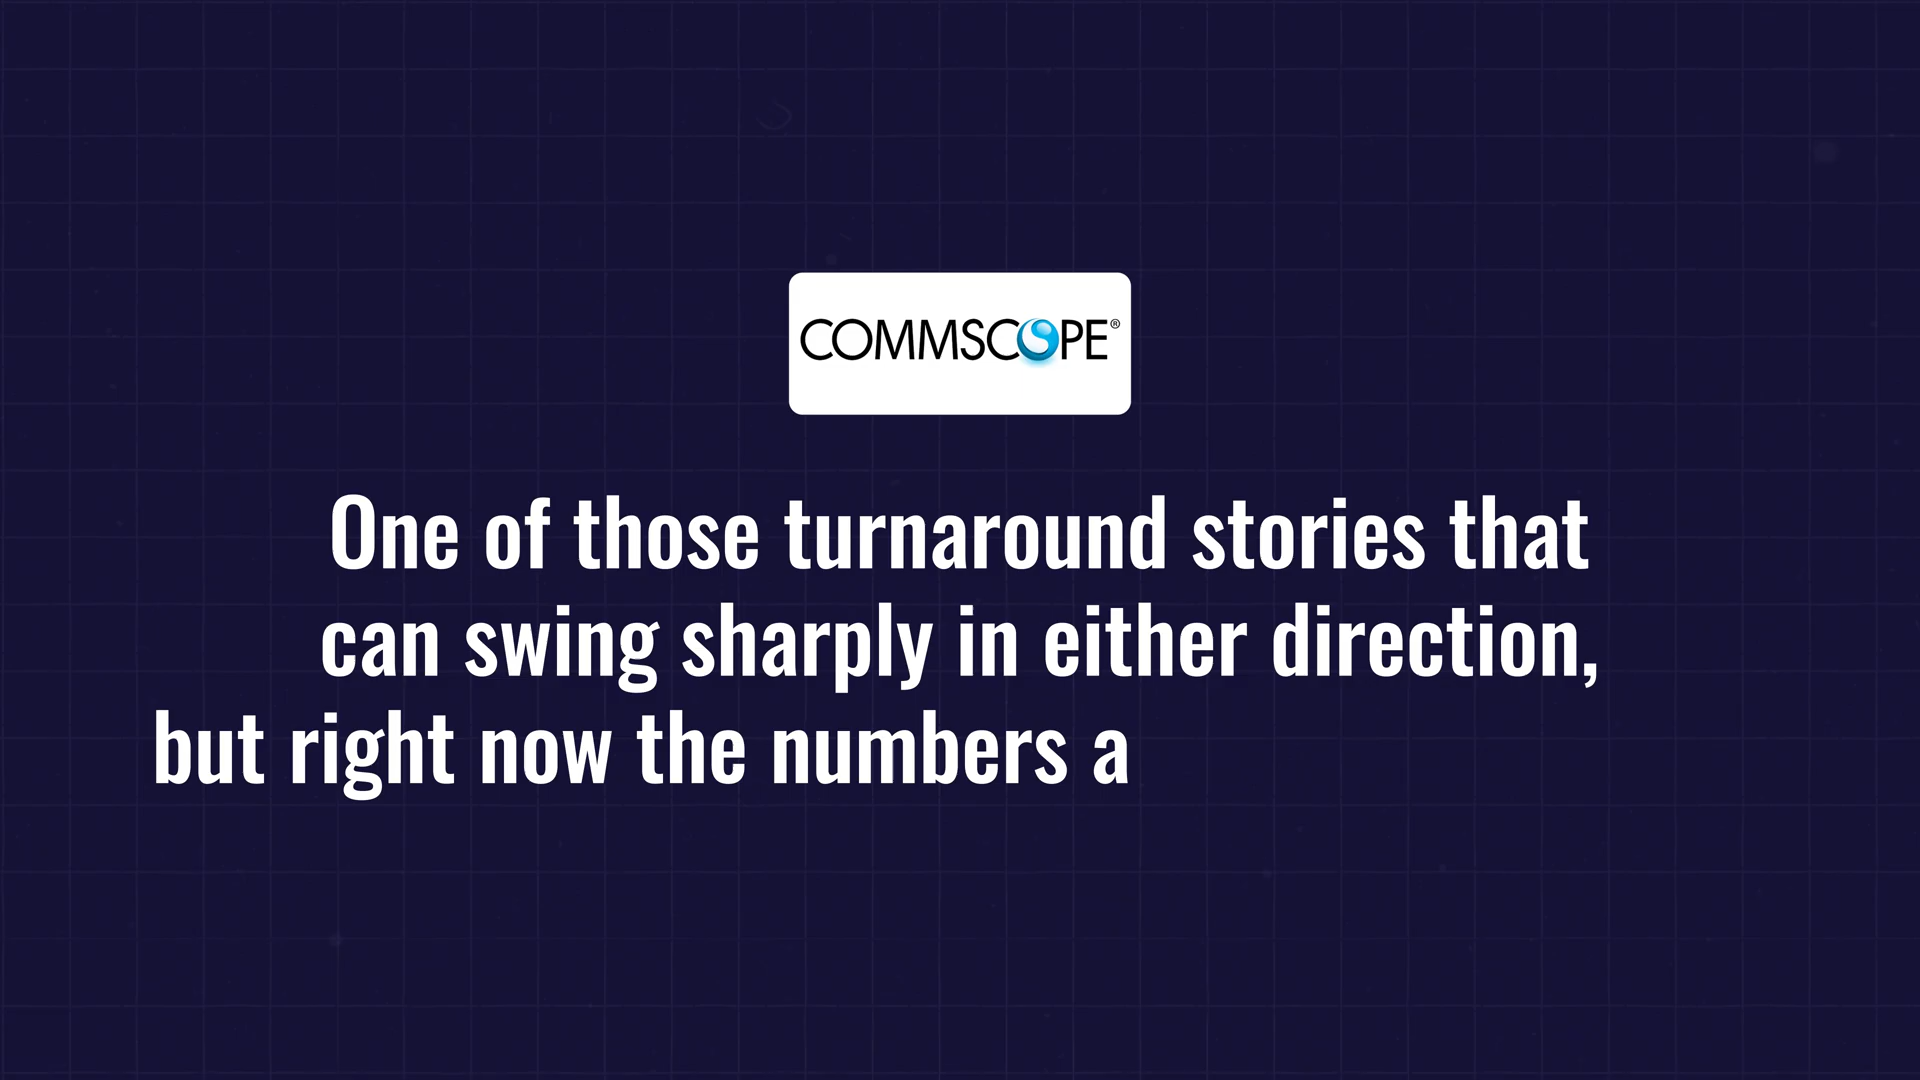 COMMSCOPE®
One of those turnaround stories that
can swing sharply in either direction,
but right now the numbers a